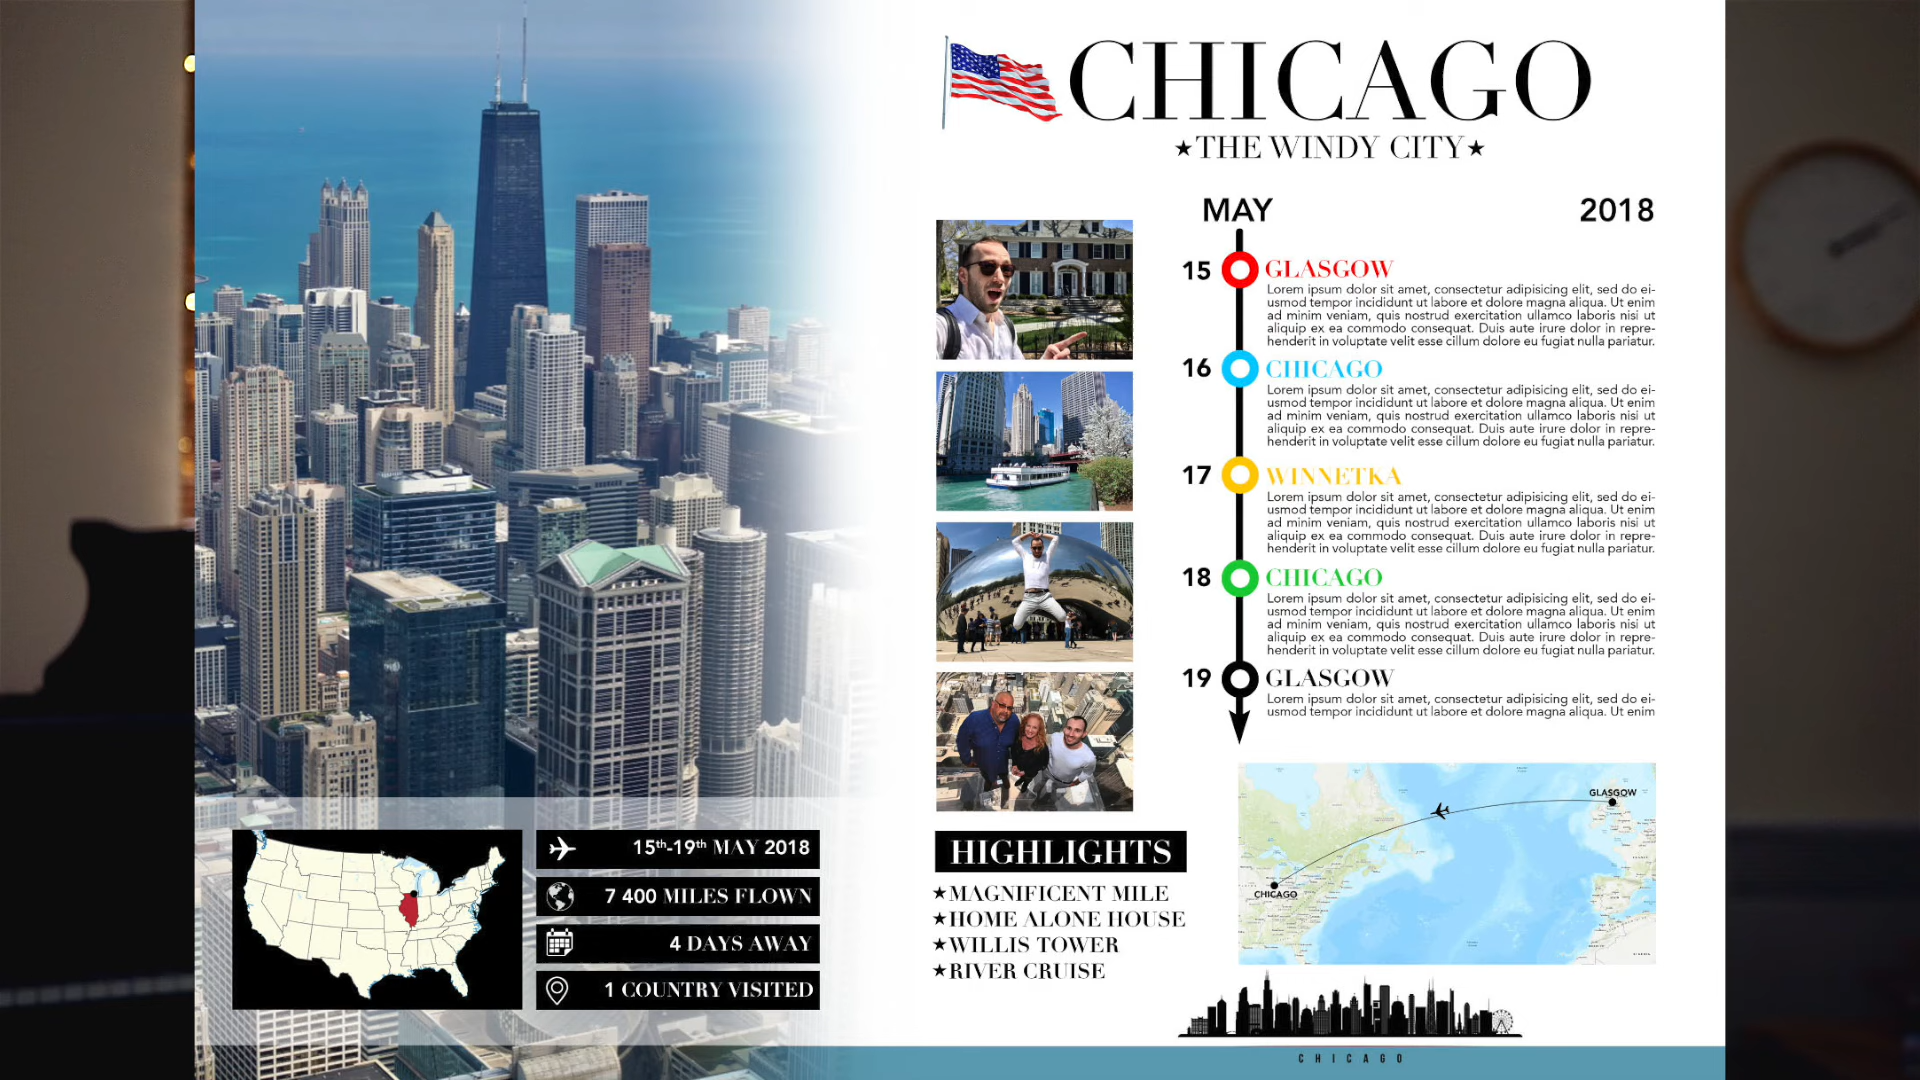 CHICAGO
★THE WINDY CITY★
MAY 2018
15 GLASGOW
Lorem ipsum dolor sit amet, consectetur adipisicing elit, sed do ei-
usmod tempor incididunt ut labore et dolore magna aliqua. Ut enim
ad minim veniam, quis nostrud exercitation ullamco laboris nisi ut
aliquip ex ea commodo consequat. Duis aute irure dolor in repre-
henderit in voluptate velit esse cillum dolore eu fugiat nulla pariatur.
16 CHICAGO
Lorem ipsum dolor sit amet, consectetur adipisicing elit, sed do ei-
usmod tempor incididunt ut labore et dolore magna aliqua. Ut enim
ad minim veniam, quis nostrud exercitation ullamco laboris nisi ut
aliquip ex ea commodo consequat. Duis aute irure dolor in repre-
henderit in voluptate velit esse cillum dolore eu fugiat nulla pariatur.
17 WINNETKA
Lorem ipsum dolor sit amet, consectetur adipisicing elit, sed do ei-
usmod tempor incididunt ut labore et dolore magna aliqua. Ut enim
ad minim veniam, quis nostrud exercitation ullamco laboris nisi ut
aliquip ex ea commodo consequat. Duis aute irure dolor in repre-
henderit in voluptate velit esse cillum dolore eu fugiat nulla pariatur.
18 CHICAGO
Lorem ipsum dolor sit amet, consectetur adipisicing elit, sed do ei-
usmod tempor incididunt ut labore et dolore magna aliqua. Ut enim
ad minim veniam, quis nostrud exercitation ullamco laboris nisi ut
aliquip ex ea commodo consequat. Duis aute irure dolor in repre-
henderit in voluptate velit esse cillum dolore eu fugiat nulla pariatur.
19 GLASGOW
Lorem ipsum dolor sit amet, consectetur adipisicing elit, sed do ei-
usmod tempor incididunt ut labore et dolore magna aliqua. Ut enim
GLASGOW
CHICAGO
15th-19th MAY 2018
7 400 MILES FLOWN
4 DAYS AWAY
1 COUNTRY VISITED
HIGHLIGHTS
★MAGNIFICENT MILE
★HOME ALONE HOUSE
★WILLIS TOWER
★RIVER CRUISE
CHICAGO